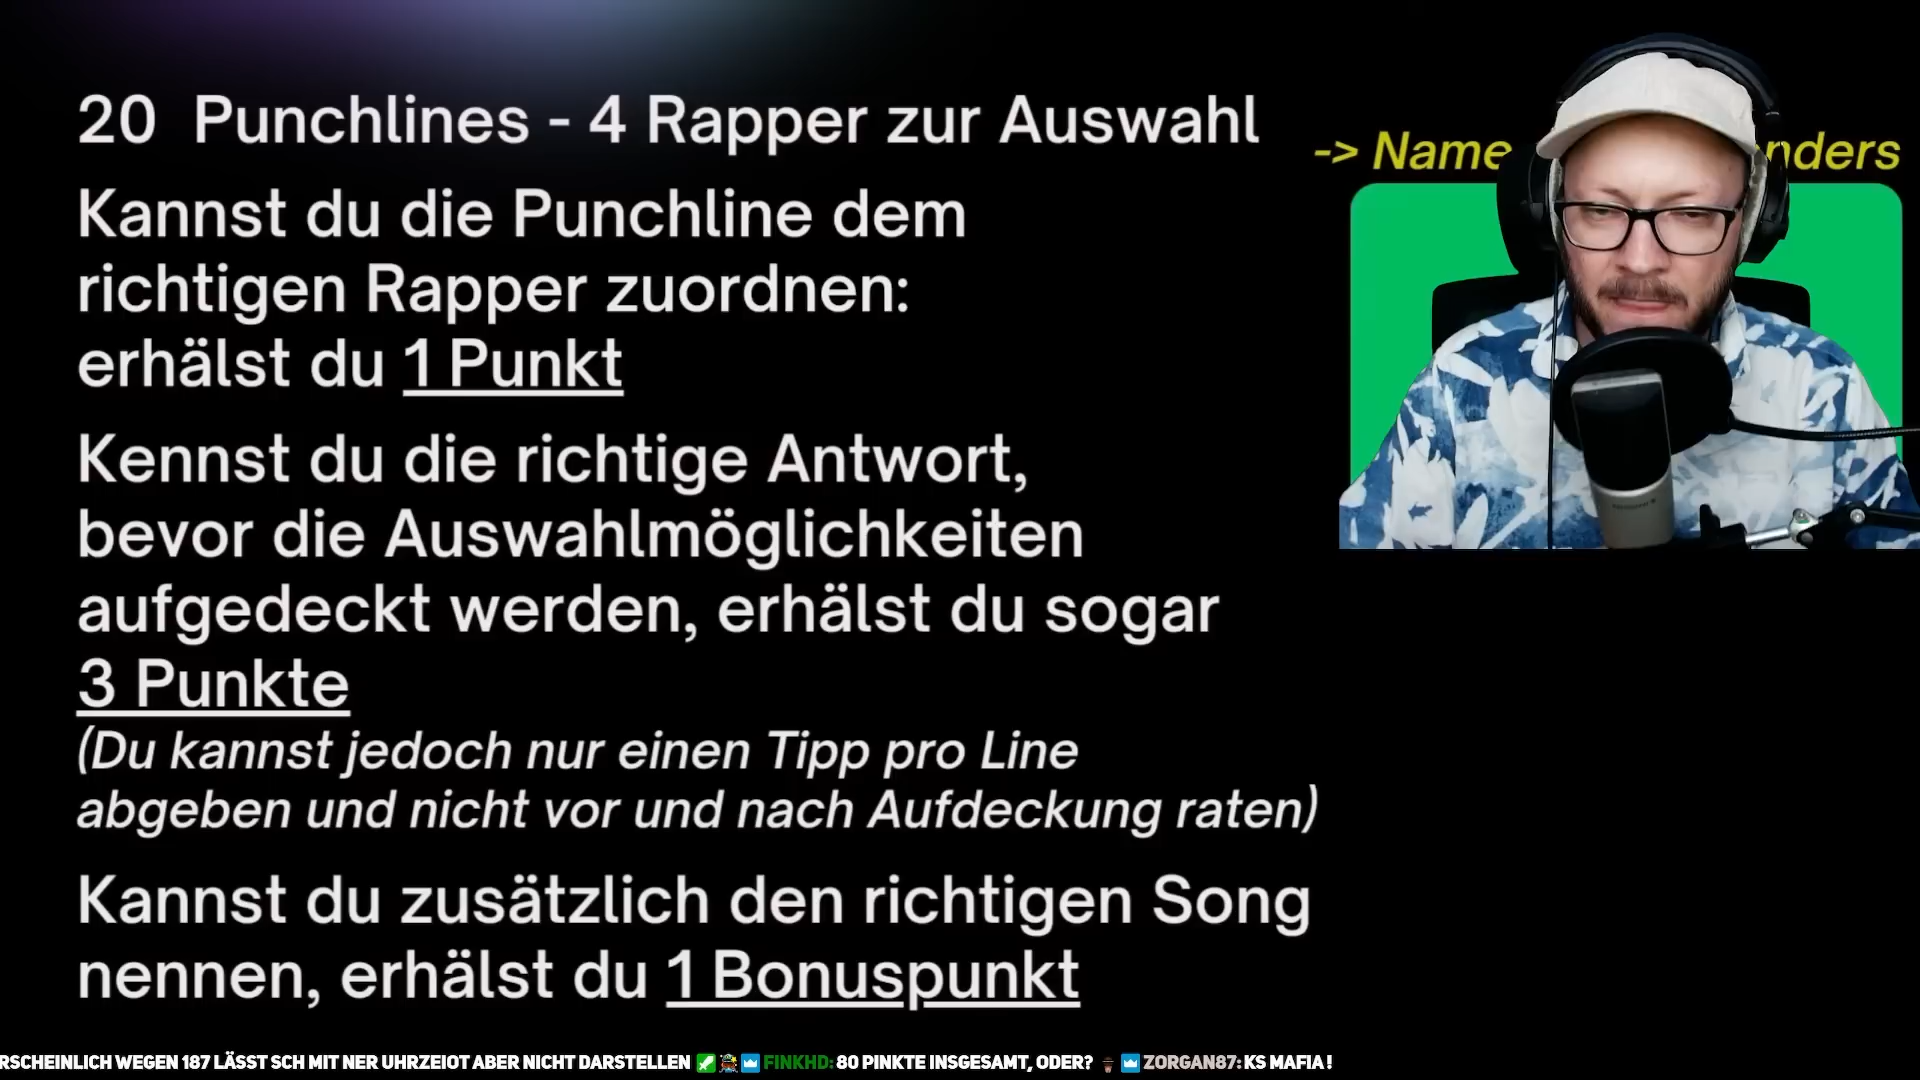 20 Punchlines - 4 Rapper zur Auswahl
-> Name
Kannst du die Punchline dem
richtigen Rapper zuordnen:
erhälst du 1 Punkt
Kennst du die richtige Antwort,
bevor die Auswahlmöglichkeiten
aufgedeckt werden, erhälst du sogar
3 Punkte
(Du kannst jedoch nur einen Tipp pro Line
abgeben und nicht vor und nach Aufdeckung raten)
Kannst du zusätzlich den richtigen Song
nennen, erhälst du 1 Bonuspunkt
RSCHEINLICH WEGEN 187 LÄSST SCH MIT NER UHRZEIOT ABER NICHT DARSTELLEN FINKHD: 80 PINKTE INSGESAMT, ODER? ZORGAN87: KS MAFIA !